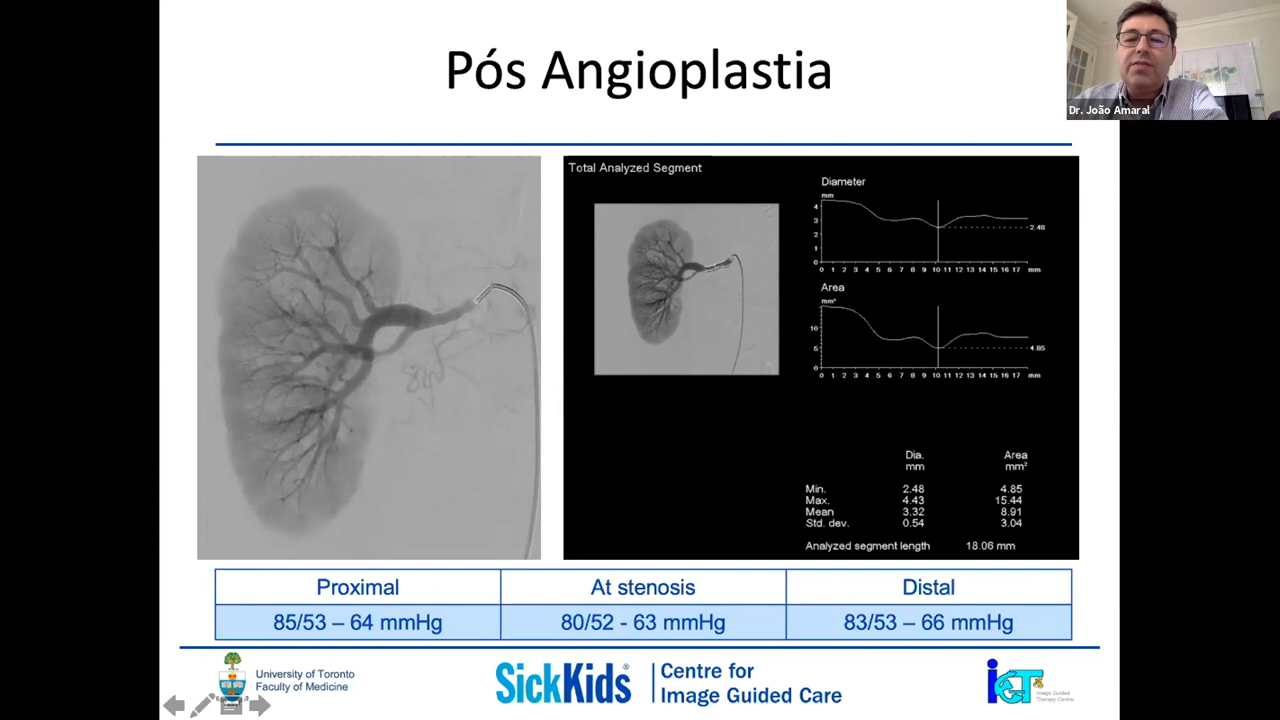 Pós Angioplastia
Dr. João Amaral
Total Analyzed Segment
Diameter
mm
4
3
2
1
0
2.48
0 1 2 3 4 5 6 7 8 9 10 11 12 13 14 15 16 17 mm
Area
mm²
10
5
0
4.85
0 1 2 3 4 5 6 7 8 9 10 11 12 13 14 15 16 17 mm
Dia. Area
mm mm²
Min. 2.48 4.85
Max. 4.43 15.44
Mean 3.32 8.91
Std. dev. 0.54 3.04
Analyzed segment length 18.06 mm
Proximal At stenosis Distal
85/53 – 64 mmHg 80/52 - 63 mmHg 83/53 – 66 mmHg
University of Toronto
Faculty of Medicine
SickKids®
Centre for
Image Guided Care
IGT
Image Guided
Therapy Centre